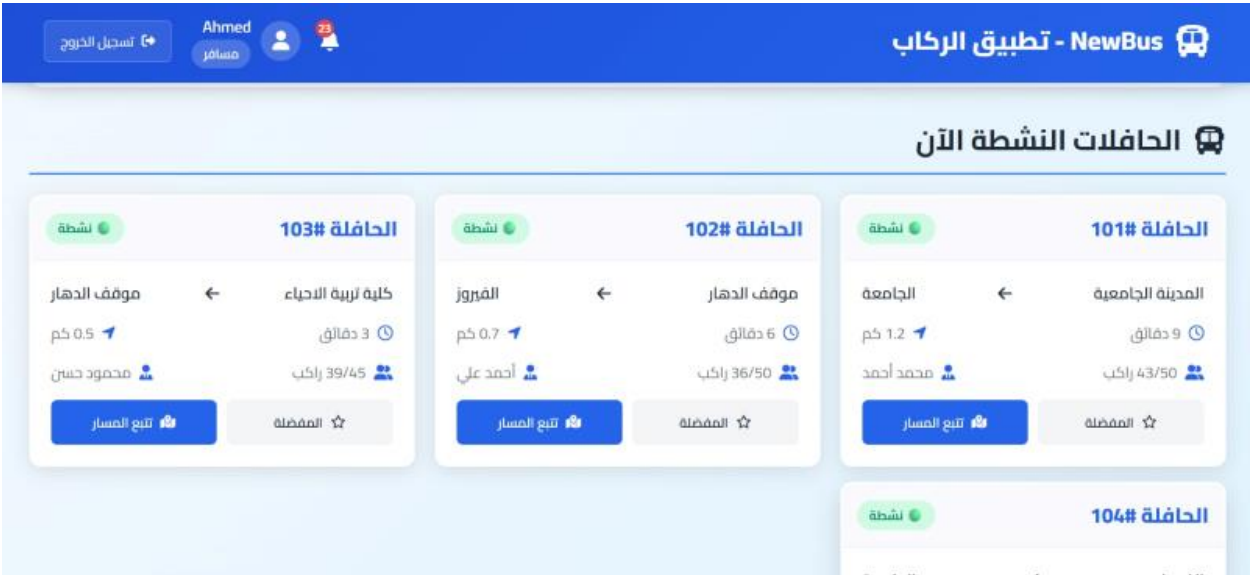 NewBus - تطبيق الركاب
23
Ahmed
مسافر
تسجيل الخروج
الحافلات النشطة الآن
الحافلة #101
نشطة
المدينة الجامعية ← الجامعة
9 دقائق
1.2 كم
43/50 راكب
محمد أحمد
المفضلة
تتبع المسار
الحافلة #102
نشطة
موقف الدهار ← الفيروز
6 دقائق
0.7 كم
36/50 راكب
أحمد علي
المفضلة
تتبع المسار
الحافلة #103
نشطة
كلية تربية الاحياء ← موقف الدهار
3 دقائق
0.5 كم
39/45 راكب
محمود حسن
المفضلة
تتبع المسار
الحافلة #104
نشطة